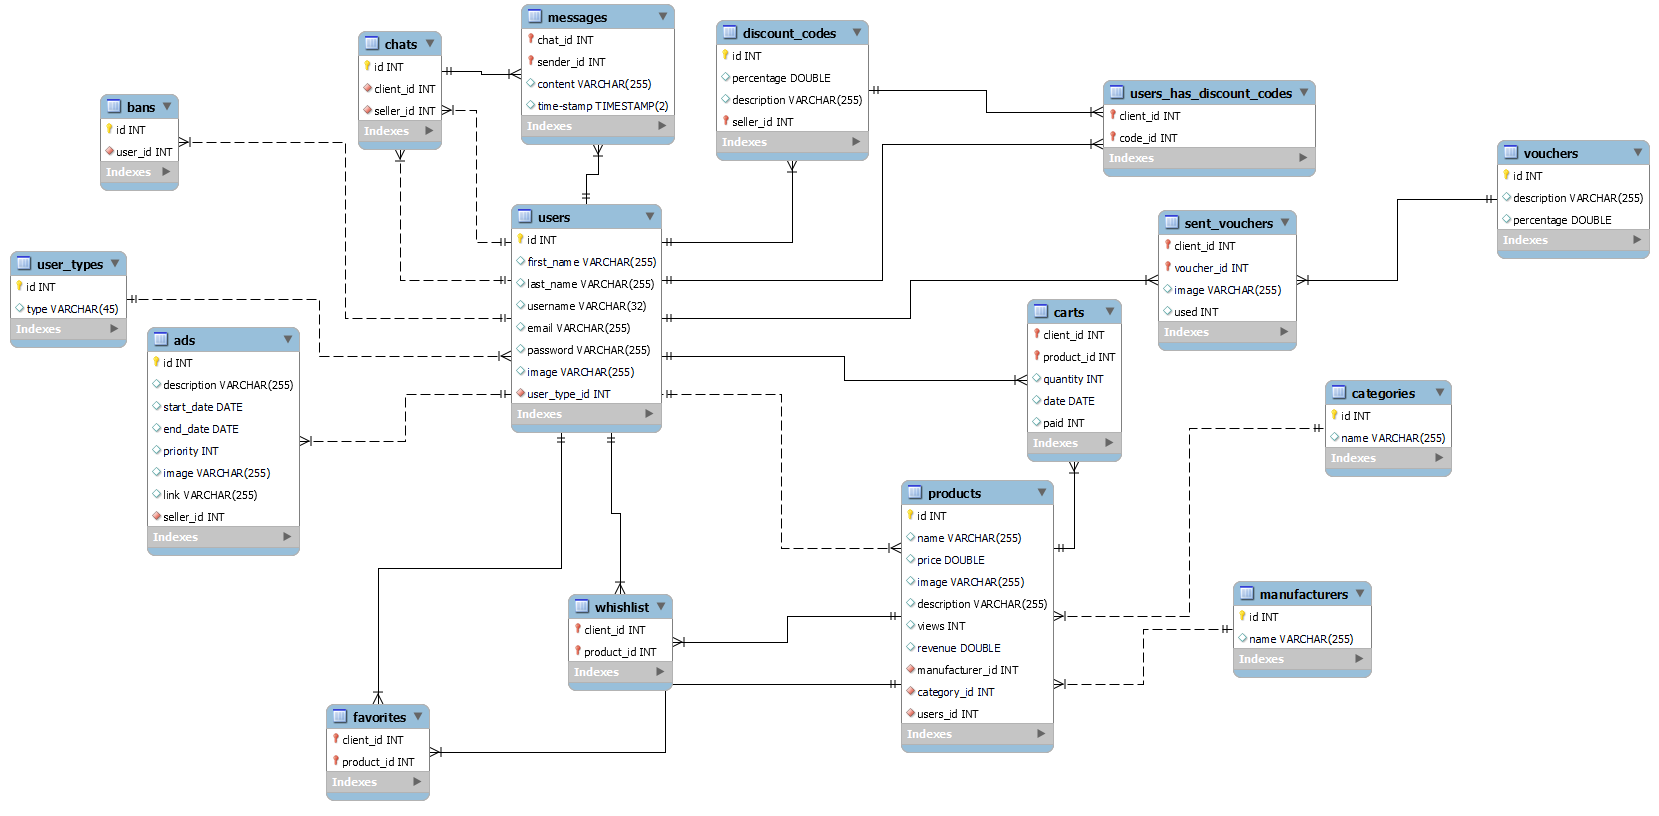 messages
chat_id INT
sender_id INT
content VARCHAR(255)
time-stamp TIMESTAMP(2)
Indexes
chats
id INT
client_id INT
seller_id INT
Indexes
discount_codes
id INT
percentage DOUBLE
description VARCHAR(255)
seller_id INT
Indexes
users_has_discount_codes
client_id INT
code_id INT
Indexes
bans
id INT
user_id INT
Indexes
vouchers
id INT
description VARCHAR(255)
percentage DOUBLE
Indexes
users
id INT
first_name VARCHAR(255)
last_name VARCHAR(255)
username VARCHAR(32)
email VARCHAR(255)
password VARCHAR(255)
image VARCHAR(255)
user_type_id INT
Indexes
sent_vouchers
client_id INT
voucher_id INT
image VARCHAR(255)
used INT
Indexes
user_types
id INT
type VARCHAR(45)
Indexes
ads
id INT
description VARCHAR(255)
start_date DATE
end_date DATE
priority INT
image VARCHAR(255)
link VARCHAR(255)
seller_id INT
Indexes
carts
client_id INT
product_id INT
quantity INT
date DATE
paid INT
Indexes
categories
id INT
name VARCHAR(255)
Indexes
products
id INT
name VARCHAR(255)
price DOUBLE
image VARCHAR(255)
description VARCHAR(255)
views INT
revenue DOUBLE
manufacturer_id INT
category_id INT
users_id INT
Indexes
manufacturers
id INT
name VARCHAR(255)
Indexes
whishlist
client_id INT
product_id INT
Indexes
favorites
client_id INT
product_id INT
Indexes